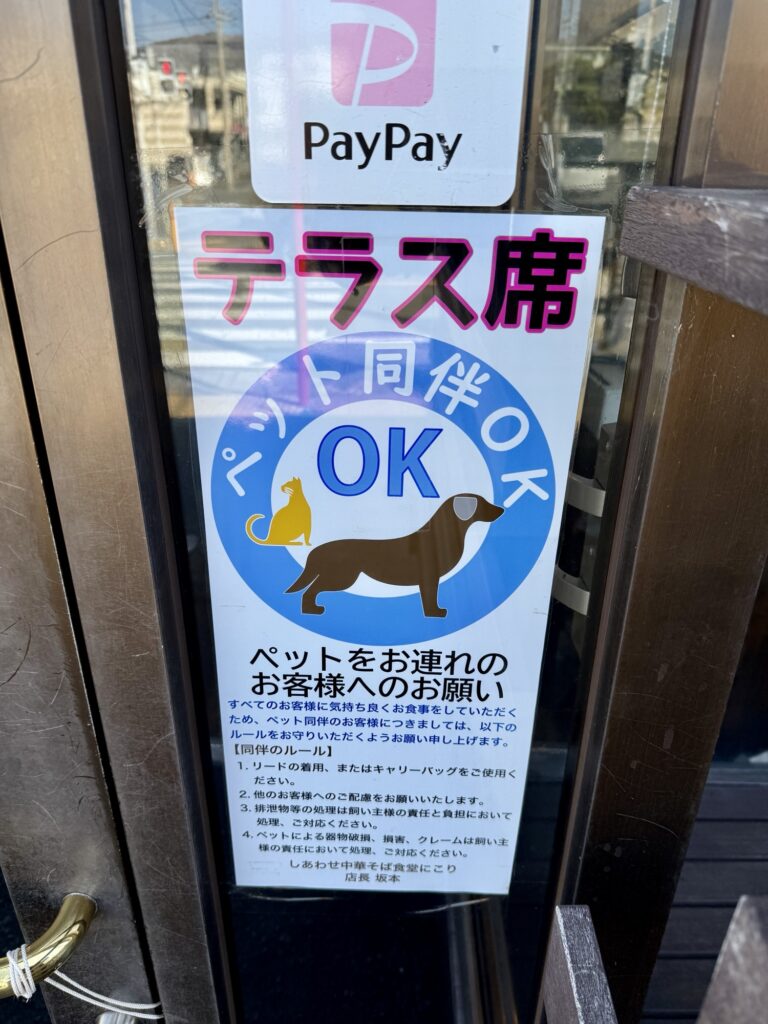 PayPay
テラス席
ペット同伴OK
OK
ペットをお連れの
お客様へのお願い
すべてのお客様に気持ち良くお食事をしていただく
ため、ペット同伴のお客様につきましては、以下の
ルールをお守りいただくようお願い申し上げます。
【同伴のルール】
1. リードの着用、またはキャリーバッグをご使用く
ださい。
2. 他のお客様へのご配慮をお願いいたします。
3. 排泄物等の処理は飼い主様の責任と負担において
処理、ご対応ください。
4. ペットによる器物破損、損害、クレームは飼い主
様の責任において処理、ご対応ください。
しあわせ中華そば食堂にこり
店長 坂本